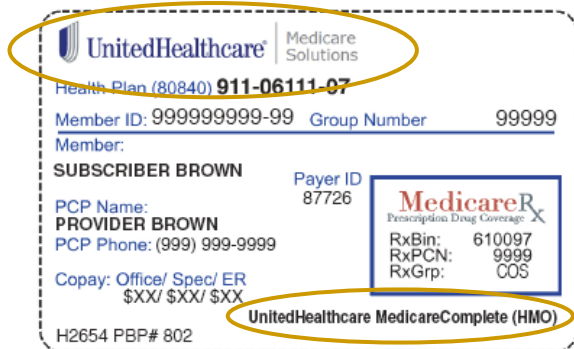 UnitedHealthcare® Medicare Solutions
Health Plan (80840) 911-06111-07
Member ID: 999999999-99 Group Number 99999
Member:
SUBSCRIBER BROWN
Payer ID
87726
PCP Name:
PROVIDER BROWN
PCP Phone: (999) 999-9999
MedicareRx
Prescription Drug Coverage
RxBin: 610097
RxPCN: 9999
RxGrp: COS
Copay: Office/ Spec/ ER
$XX/ $XX/ $XX
UnitedHealthcare MedicareComplete (HMO)
H2654 PBP# 802